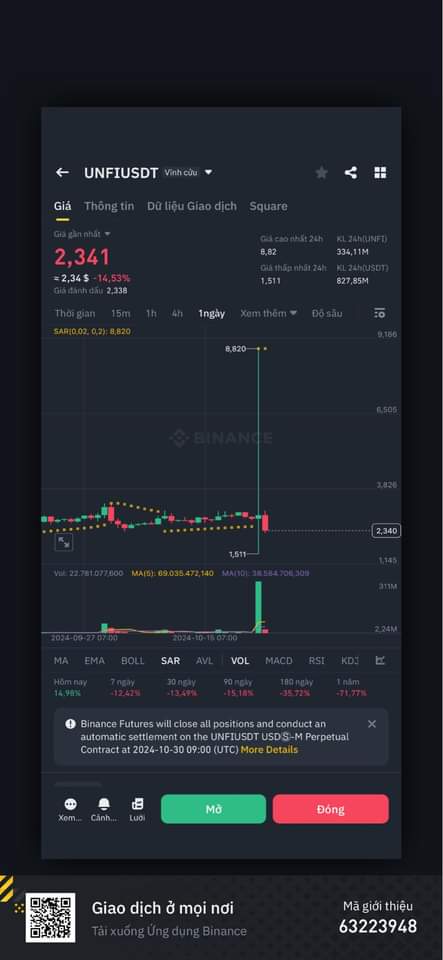 UNFIUSDT Vĩnh cửu
Giá Thông tin Dữ liệu Giao dịch Square
Giá gần nhất
2,341
≈ 2,34 $ -14,53%
Giá đánh dấu 2,338
Giá cao nhất 24h KL 24h(UNFI)
8,82 334,11M
Giá thấp nhất 24h KL 24h(USDT)
1,511 827,85M
Thời gian 15m 1h 4h 1ngày Xem thêm Độ sâu
SAR(0,02, 0,2): 8,820
9,186
8,820
6,505
BINANCE
3,826
2,340
1,511
1,145
Vol: 22.781.077,600 MA(5): 69.035.472,140 MA(10): 38.584.706,309
311M
2,24M
2024-09-27 07:00 2024-10-15 07:00
MA EMA BOLL SAR AVL VOL MACD RSI KDJ
Hôm nay 7 ngày 30 ngày 90 ngày 180 ngày 1 năm
14,98% -12,42% -13,49% -15,18% -35,72% -71,77%
Binance Futures will close all positions and conduct an
automatic settlement on the UNFIUSDT USDⓈ-M Perpetual
Contract at 2024-10-30 09:00 (UTC) More Details
Xem... Cảnh... Lưới Mở Đóng
Giao dịch ở mọi nơi
Tải xuống Ứng dụng Binance
Mã giới thiệu
63223948